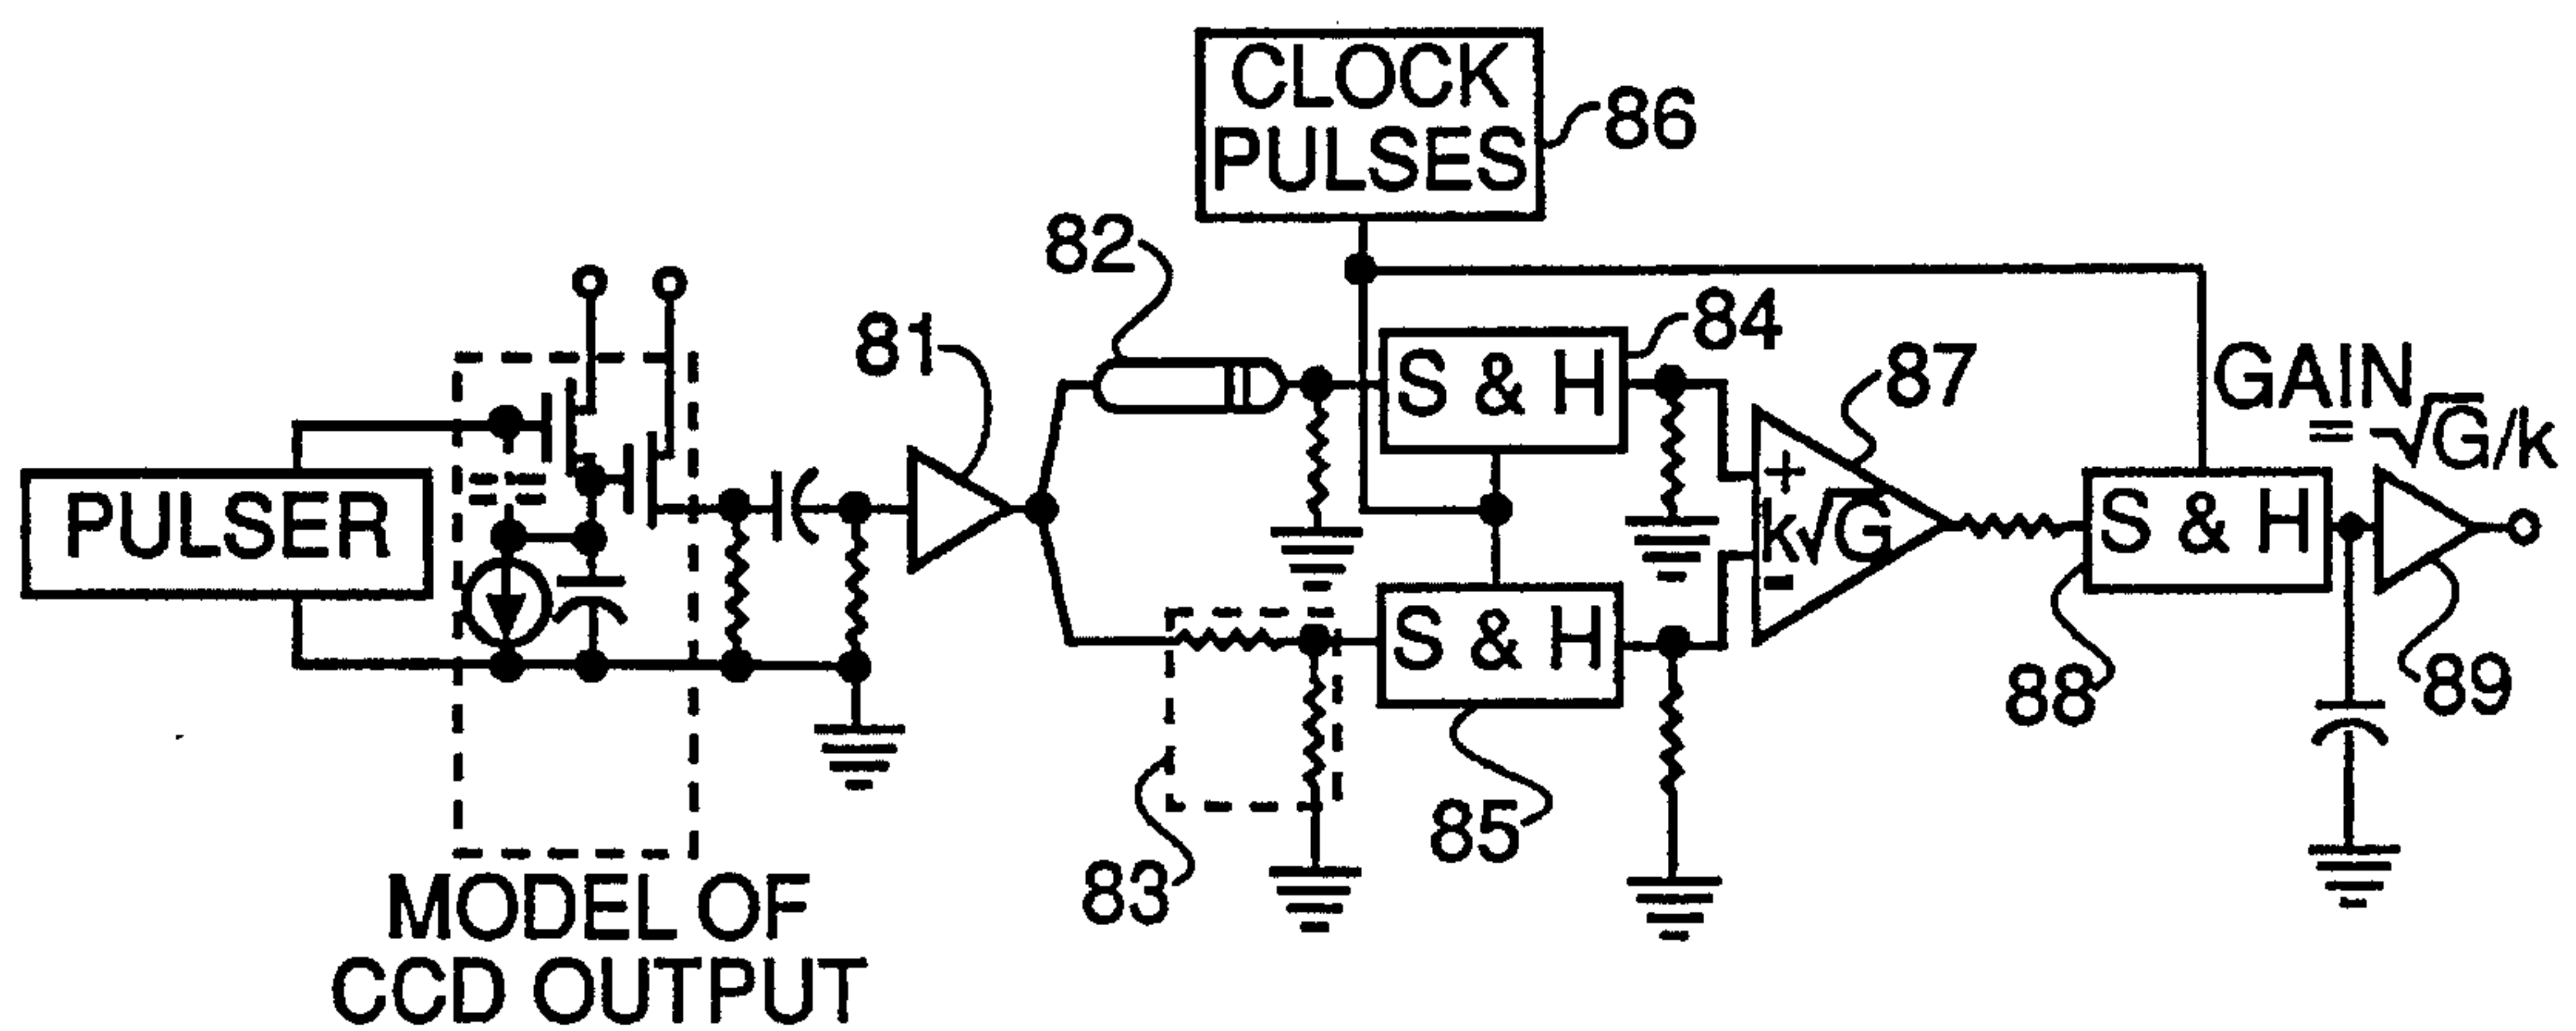 CLOCK
PULSES
86
82
81
84
87
S & H
GAIN
= √G/k
PULSER
+
k√G
-
S & H
S & H
83
85
88
89
MODEL OF
CCD OUTPUT